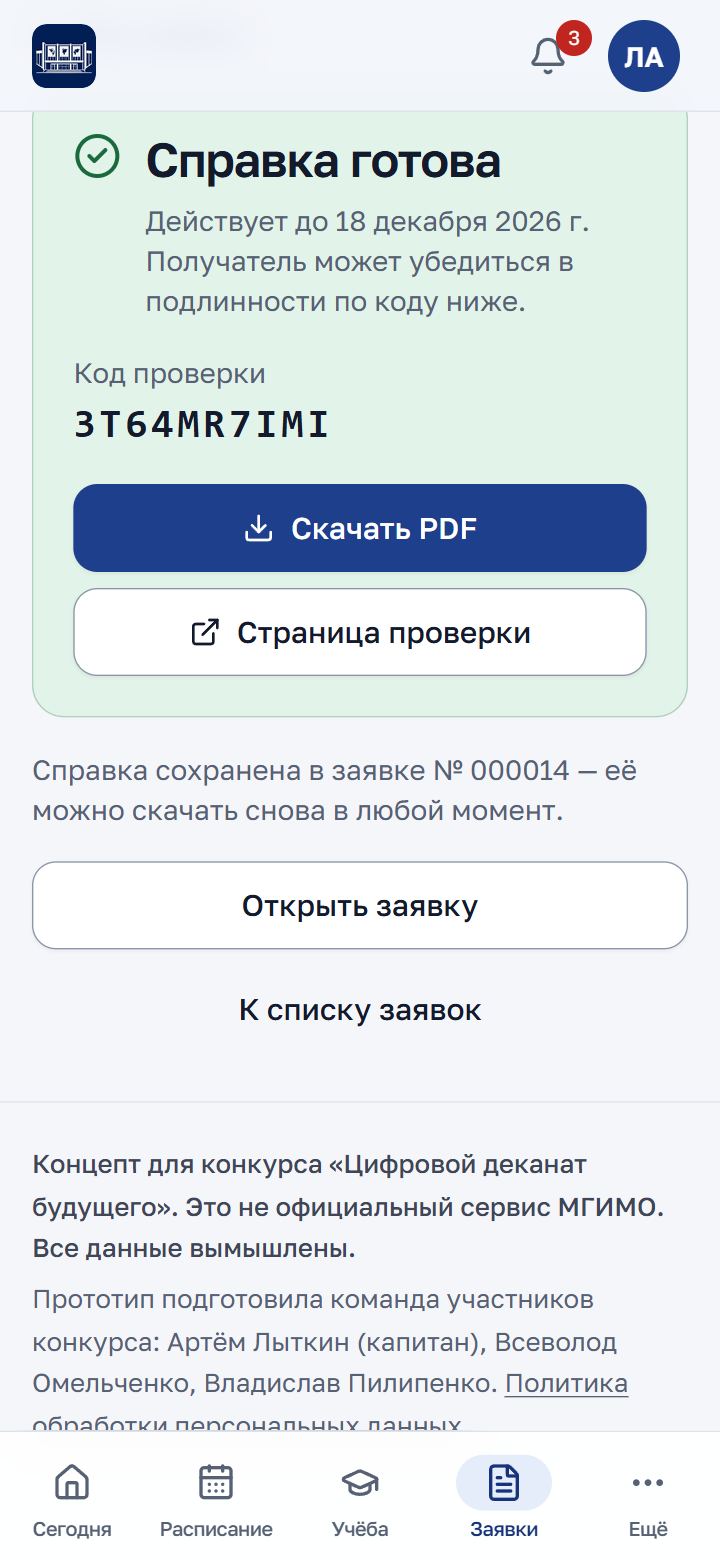 3
ЛА
Справка готова
Действует до 18 декабря 2026 г.
Получатель может убедиться в
подлинности по коду ниже.
Код проверки
3T64MR7IMI
Скачать PDF
Страница проверки
Справка сохранена в заявке № 000014 — её
можно скачать снова в любой момент.
Открыть заявку
К списку заявок
Концепт для конкурса «Цифровой деканат
будущего». Это не официальный сервис МГИМО.
Все данные вымышлены.
Прототип подготовила команда участников
конкурса: Артём Лыткин (капитан), Всеволод
Омельченко, Владислав Пилипенко. Политика
обработки персональных данных
Сегодня
Расписание
Учёба
Заявки
Ещё